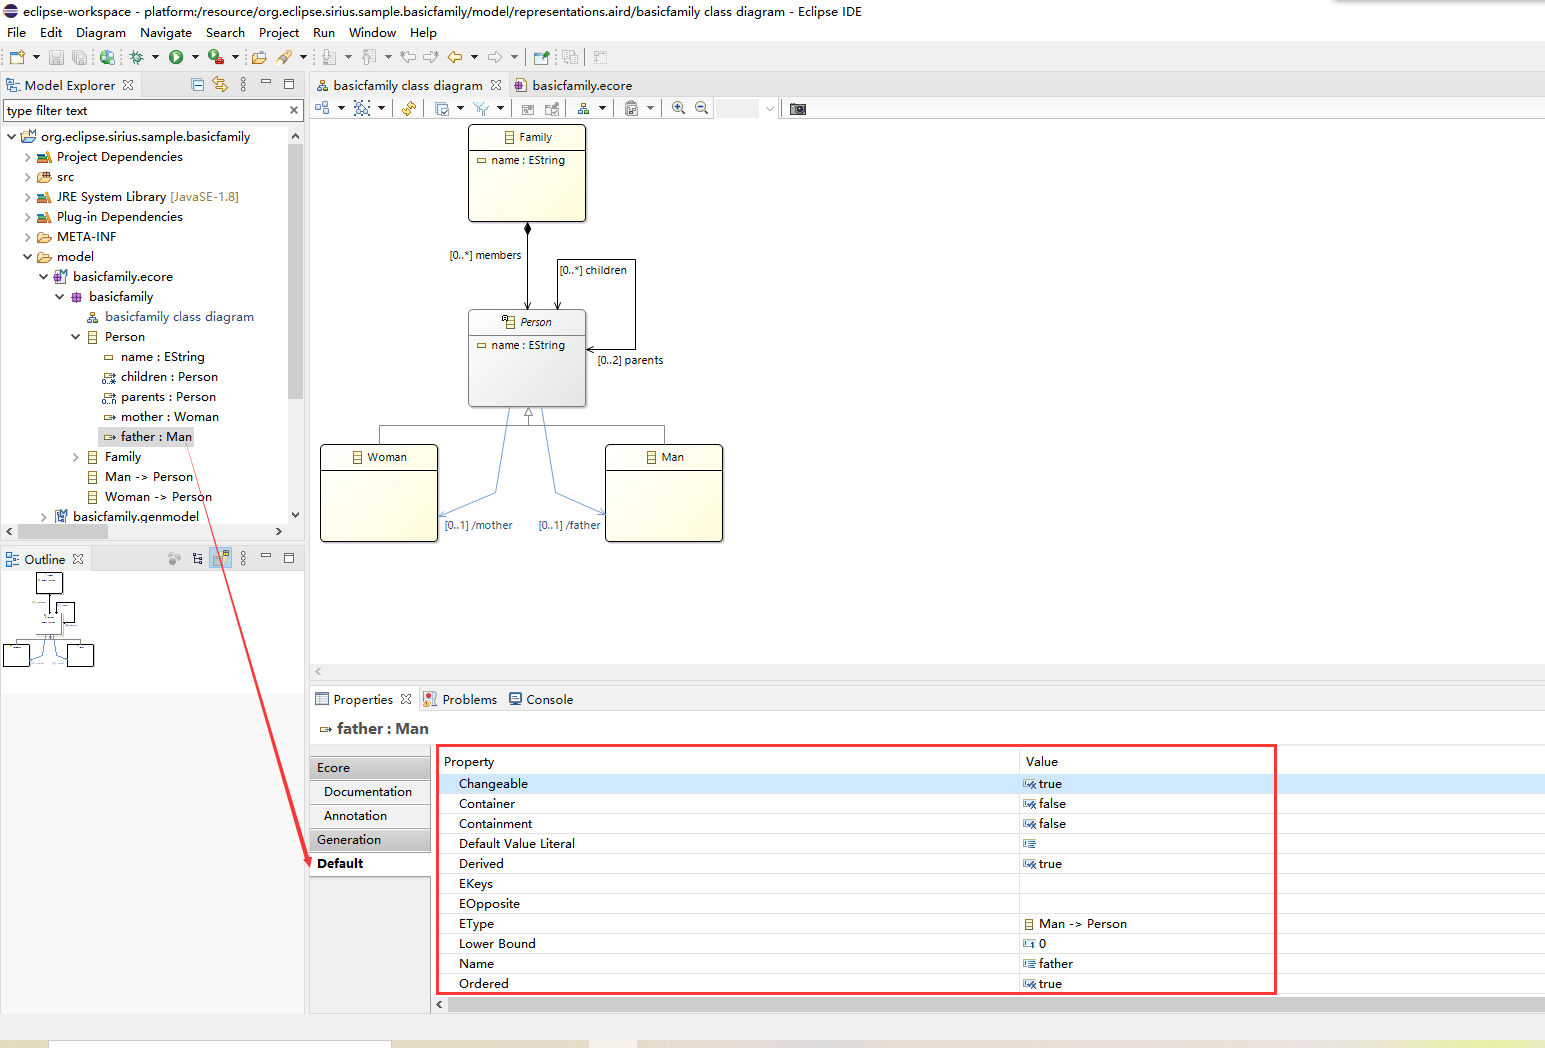 eclipse-workspace - platform:/resource/org.eclipse.sirius.sample.basicfamily/model/representations.aird/basicfamily class diagram - Eclipse IDE
File Edit Diagram Navigate Search Project Run Window Help
Model Explorer
type filter text
org.eclipse.sirius.sample.basicfamily
Project Dependencies
src
JRE System Library [JavaSE-1.8]
Plug-in Dependencies
META-INF
model
basicfamily.ecore
basicfamily
basicfamily class diagram
Person
name : EString
children : Person
parents : Person
mother : Woman
father : Man
Family
Man -> Person
Woman -> Person
basicfamily.genmodel
Outline
basicfamily class diagram
basicfamily.ecore
Family
name : EString
[0..*] members
[0..*] children
Person
name : EString
[0..2] parents
Woman
Man
[0..1] /mother
[0..1] /father
Properties
Problems
Console
father : Man
Ecore
Documentation
Annotation
Generation
Default
Property Value
Changeable true
Container false
Containment false
Default Value Literal
Derived true
EKeys
EOpposite
EType Man -> Person
Lower Bound 0
Name father
Ordered true